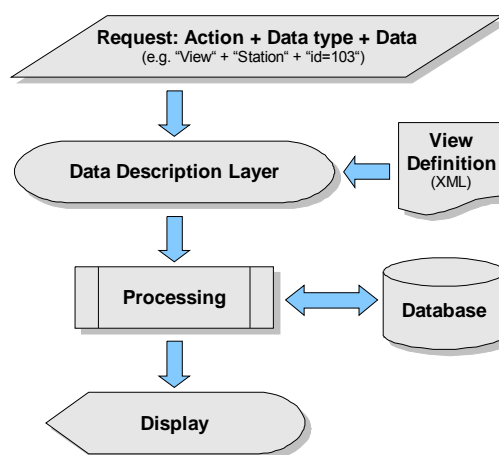 Request: Action + Data type + Data
(e.g. “View“ + “Station“ + “id=103“)
Data Description Layer
View
Definition
(XML)
Processing
Database
Display